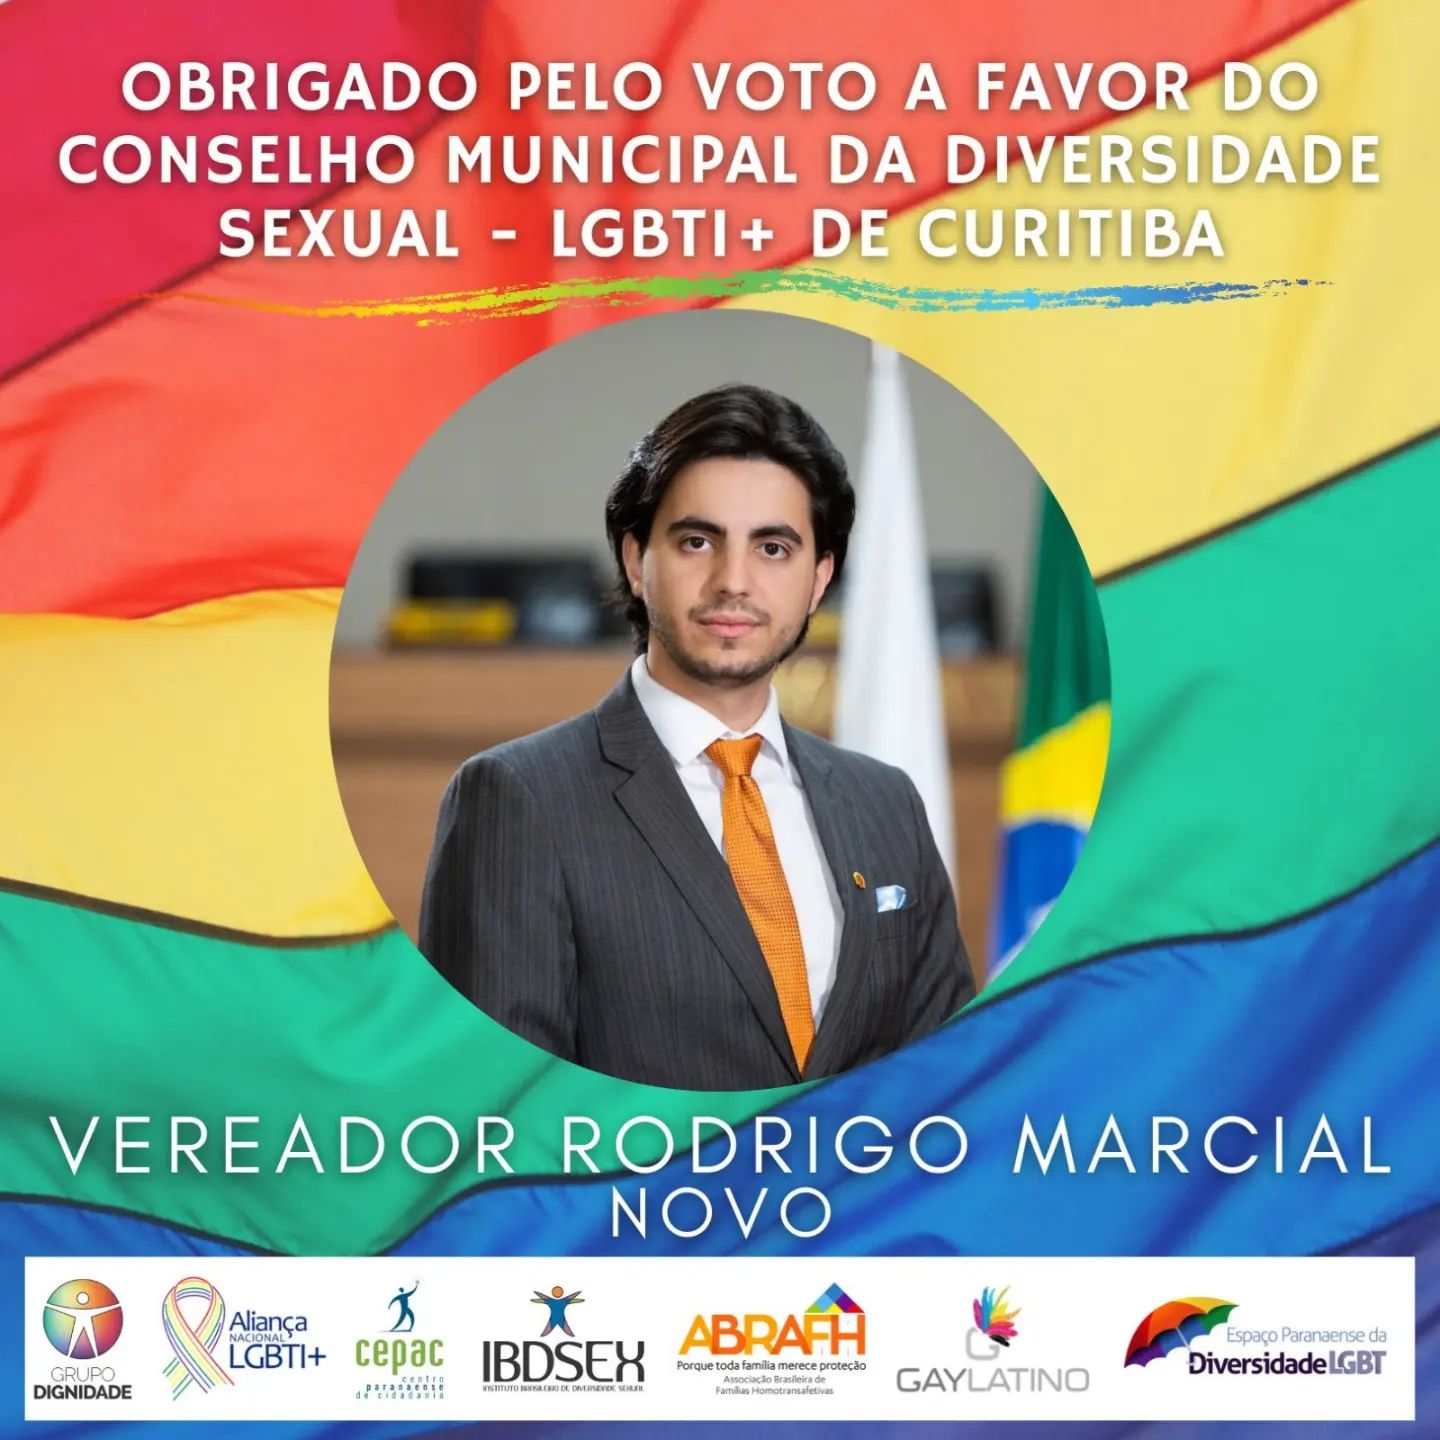 OBRIGADO PELO VOTO A FAVOR DO
CONSELHO MUNICIPAL DA DIVERSIDADE
SEXUAL - LGBTI+ DE CURITIBA
VEREADOR RODRIGO MARCIAL
NOVO
GRUPO
DIGNIDADE
Aliança
NACIONAL
LGBTI+
cepac
centro
paranaense
de cidadania
IBDSEX
INSTITUTO BRASILEIRO DE DIVERSIDADE SEXUAL
ABRAFH
Porque toda família merece proteção
Associação Brasileira de
Famílias Homotransafetivas
G
GAYLATINO
Espaço Paranaense da
Diversidade LGBT